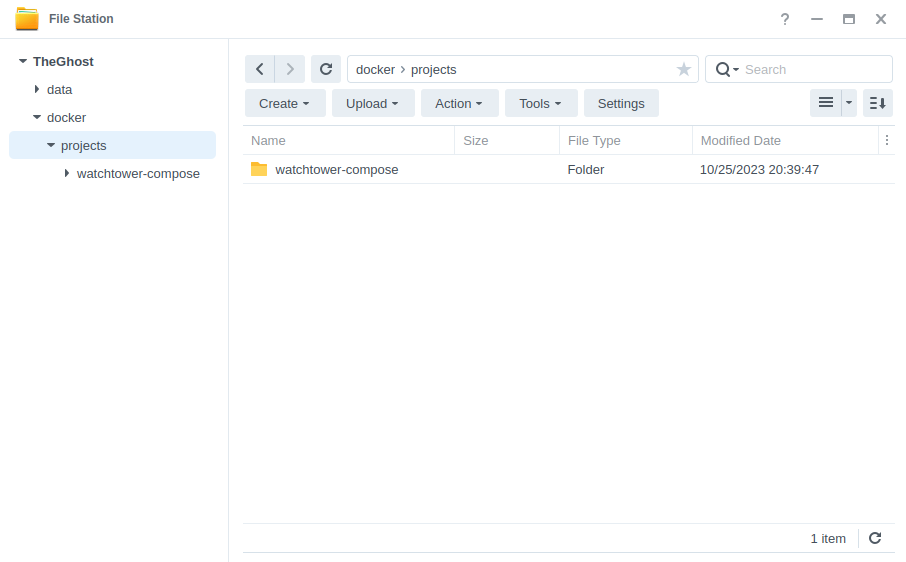 File Station
TheGhost
data
docker
projects
watchtower-compose
docker › projects
Search
Create
Upload
Action
Tools
Settings
Name Size File Type Modified Date
watchtower-compose Folder 10/25/2023 20:39:47
1 item